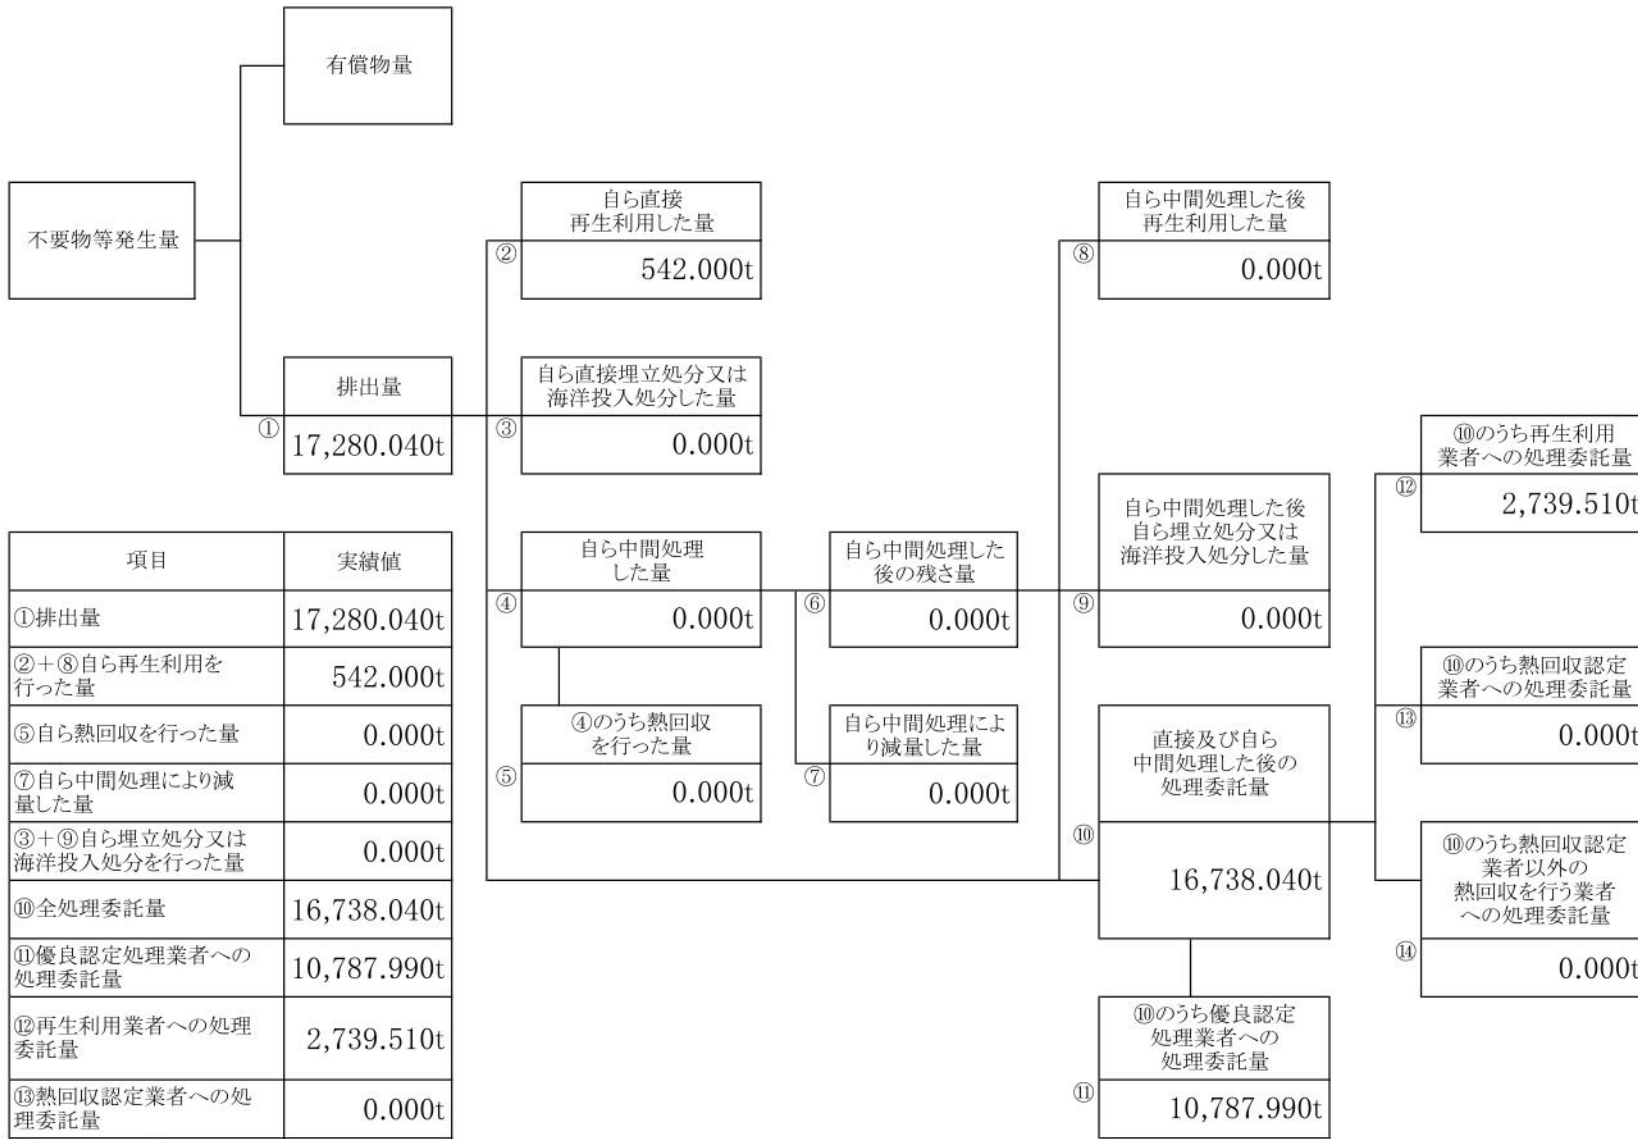 有償物量
不要物等発生量
排出量
①
17,280.040t
自ら直接
再生利用した量
②
542.000t
自ら直接埋立処分又は
海洋投入処分した量
③
0.000t
自ら中間処理
した量
④
0.000t
④のうち熱回収
を行った量
⑤
0.000t
自ら中間処理した
後の残さ量
⑥
0.000t
自ら中間処理によ
り減量した量
⑦
0.000t
自ら中間処理した後
再生利用した量
⑧
0.000t
自ら中間処理した後
自ら埋立処分又は
海洋投入処分した量
⑨
0.000t
直接及び自ら
中間処理した後の
処理委託量
⑩
16,738.040t
⑩のうち優良認定
処理業者への
処理委託量
⑪
10,787.990t
⑩のうち再生利用
業者への処理委託量
⑫
2,739.510t
⑩のうち熱回収認定
業者への処理委託量
⑬
0.000t
⑩のうち熱回収認定
業者以外の
熱回収を行う業者
への処理委託量
⑭
0.000t
項目 実績値
①排出量 17,280.040t
②+⑧自ら再生利用を
行った量 542.000t
⑤自ら熱回収を行った量 0.000t
⑦自ら中間処理により減
量した量 0.000t
③+⑨自ら埋立処分又は
海洋投入処分を行った量 0.000t
⑩全処理委託量 16,738.040t
⑪優良認定処理業者への
処理委託量 10,787.990t
⑫再生利用業者への処理
委託量 2,739.510t
⑬熱回収認定業者への処
理委託量 0.000t